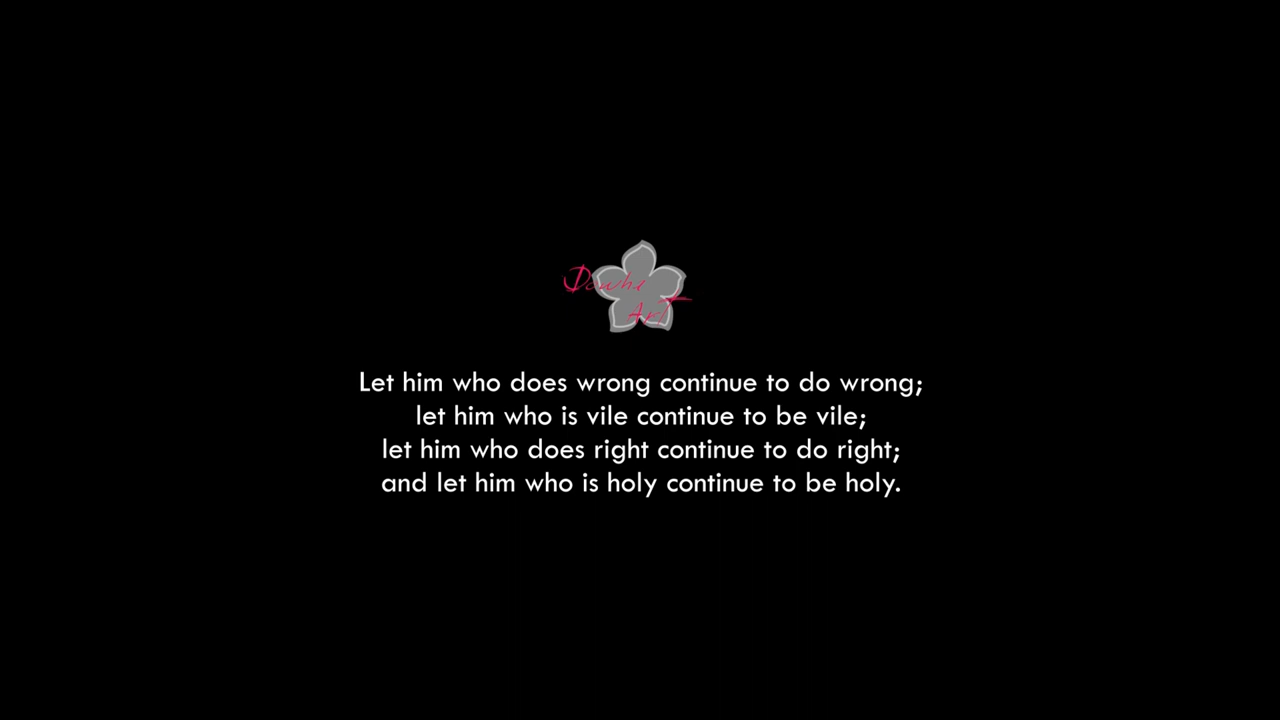 Art
Let him who does wrong continue to do wrong;
let him who is vile continue to be vile;
let him who does right continue to do right;
and let him who is holy continue to be holy.